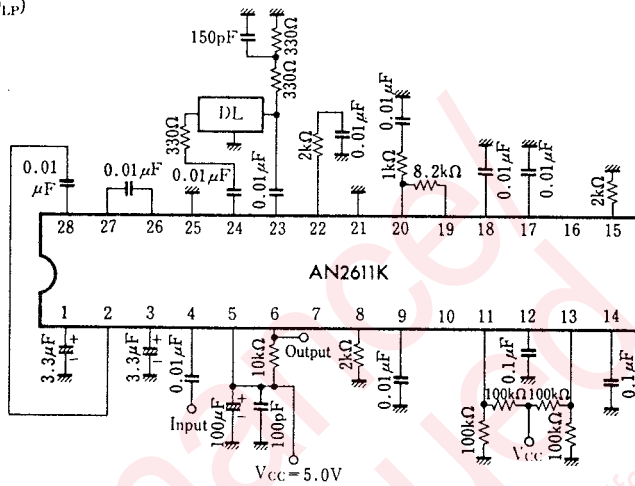 LP)
150pF
330Ω
330Ω
DL
330Ω
0.01
μF
0.01μF
0.01μF
0.01μF
2kΩ
0.01μF
0.01μF
1kΩ
8.2kΩ
0.01μF
0.01μF
2kΩ
28 27 26 25 24 23 22 21 20 19 18 17 16 15
AN2611K
1 2 3 4 5 6 7 8 9 10 11 12 13 14
3.3μF
+
−
3.3μF
+
−
0.01μF
Input
10kΩ
Output
100μF
+
−
100pF
Vcc=5.0V
2kΩ
0.01μF
100kΩ
0.1μF
100kΩ 100kΩ
Vcc
100kΩ
0.1μF